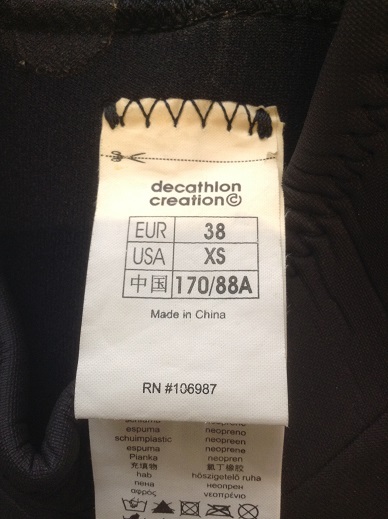 decathlon
creation©
EUR 38
USA XS
中国 170/88A
Made in China
RN #106987
espuma neopreno
schuimplastic neopreen
espuma neopreno
Pianka neopren
充填物 氯丁橡胶
hab hőszigetelő ruha
пена неопрен
αφρός νεοπρένιο